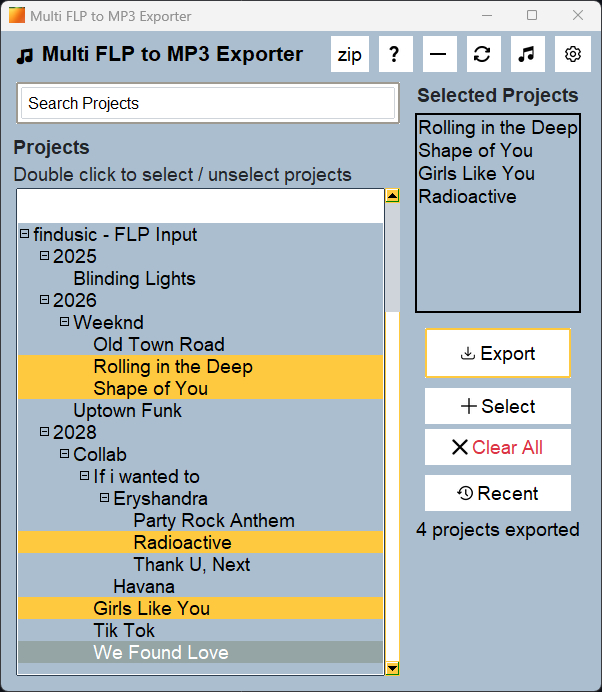 Multi FLP to MP3 Exporter
Multi FLP to MP3 Exporter
zip
?
Search Projects
Projects
Double click to select / unselect projects
findusic - FLP Input
2025
Blinding Lights
2026
Weeknd
Old Town Road
Rolling in the Deep
Shape of You
Uptown Funk
2028
Collab
If i wanted to
Eryshandra
Party Rock Anthem
Radioactive
Thank U, Next
Havana
Girls Like You
Tik Tok
We Found Love
Selected Projects
Rolling in the Deep
Shape of You
Girls Like You
Radioactive
Export
Select
Clear All
Recent
4 projects exported